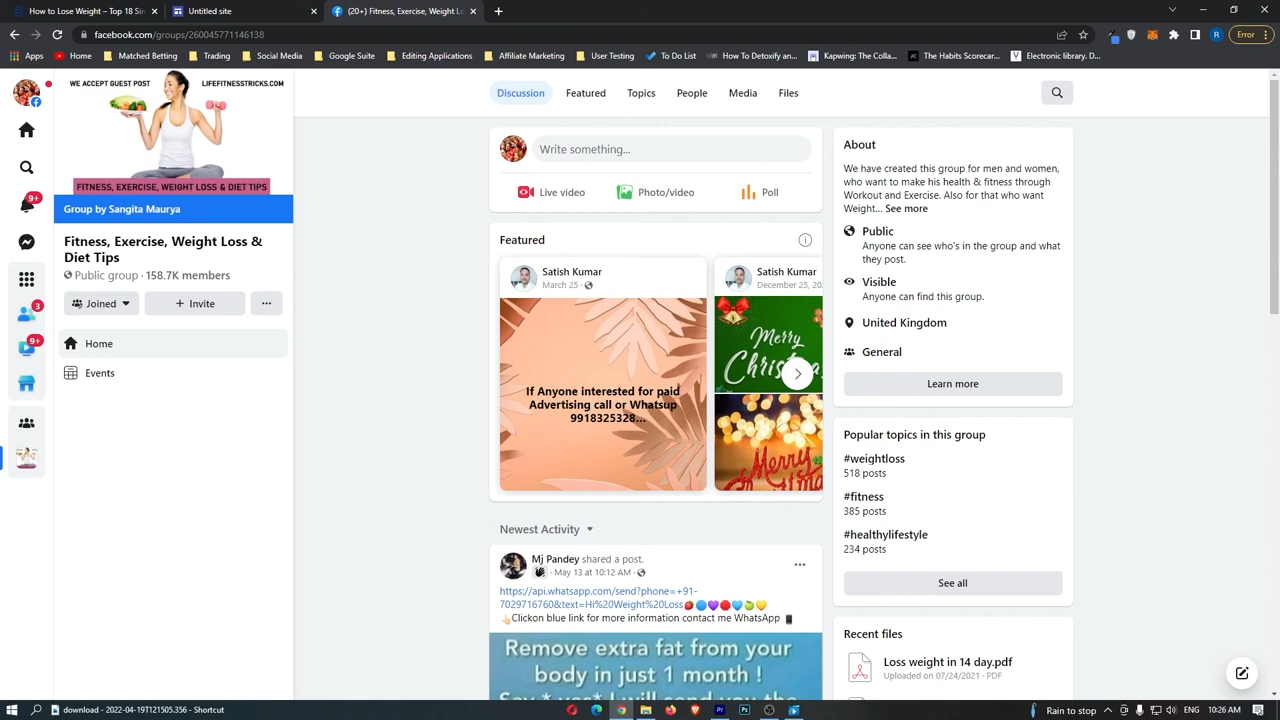 How to Lose Weight – Top 18 Sim
Google Docs
(20+) Fitness, Exercise, Weight Lo
facebook.com/groups/260045771146138
R
Error
Apps
Home
Matched Betting
Trading
Social Media
Google Suite
Editing Applications
Affiliate Marketing
User Testing
To Do List
How To Detoxify an...
Kapwing: The Colla...
The Habits Scorecar...
Electronic library. D...
WE ACCEPT GUEST POST
LIFEFITNESSTRICKS.COM
FITNESS, EXERCISE, WEIGHT LOSS & DIET TIPS
Group by Sangita Maurya
Fitness, Exercise, Weight Loss &
Diet Tips
Public group · 158.7K members
Joined
+ Invite
Home
Events
9+
3
9+
Discussion
Featured
Topics
People
Media
Files
Write something...
Live video
Photo/video
Poll
Featured
Satish Kumar
March 25 ·
If Anyone interested for paid
Advertising call or Whatsup
9918325328...
Satish Kumar
December 25, 20
Merry
Christ
Merry
Newest Activity
Mj Pandey shared a post.
· May 13 at 10:12 AM ·
https://api.whatsapp.com/send?phone=+91-
7029716760&text=Hi%20Weight%20Loss🍎🔵💜🔴🩵🍏💛
👆🏻Clickon blue link for more information contact me WhatsApp 📱
Remove extra fat from your
body in just 1 month !
Say * yes* I will send you the
About
We have created this group for men and women,
who want to make his health & fitness through
Workout and Exercise. Also for that who want
Weight... See more
Public
Anyone can see who's in the group and what
they post.
Visible
Anyone can find this group.
United Kingdom
General
Learn more
Popular topics in this group
#weightloss
518 posts
#fitness
385 posts
#healthylifestyle
234 posts
See all
Recent files
Loss weight in 14 day.pdf
Uploaded on 07/24/2021 · PDF
download - 2022-04-19T121505.356 - Shortcut
Rain to stop
10:26 AM